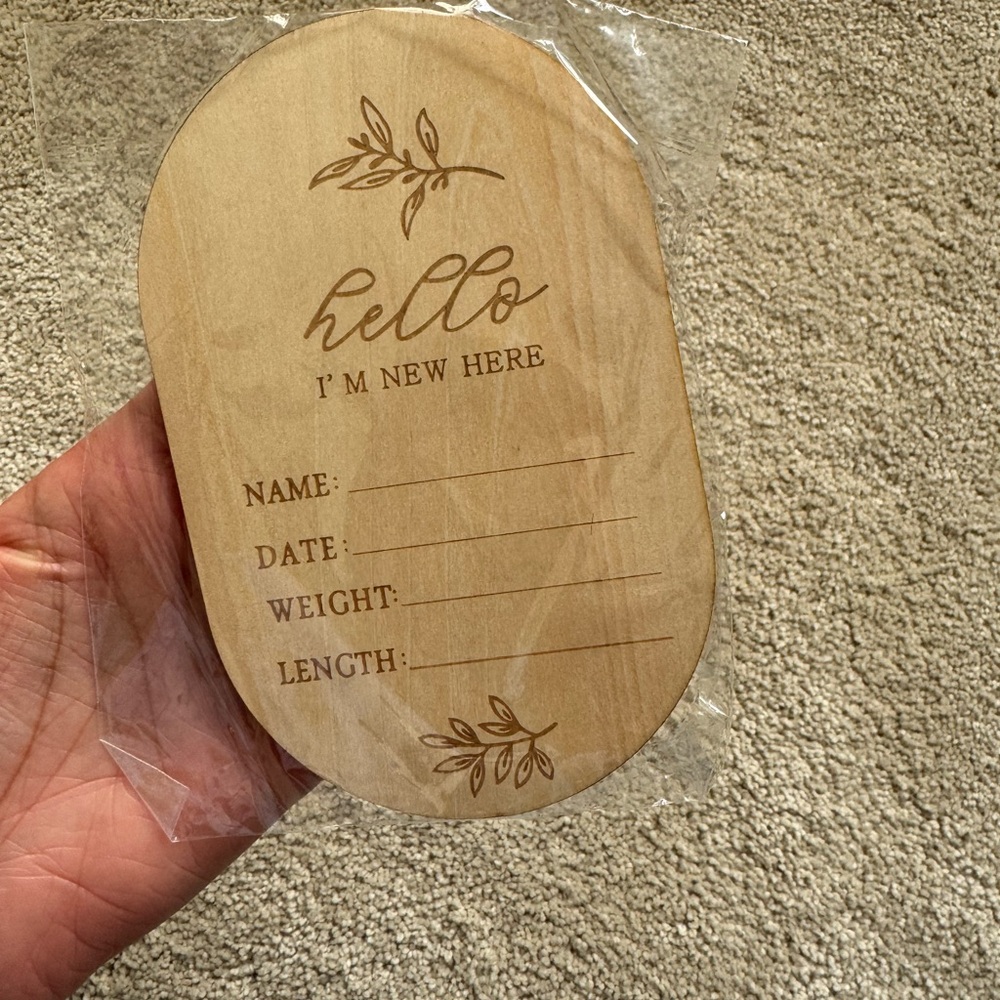 hello
I'M NEW HERE
NAME:
DATE:
WEIGHT:
LENGTH: